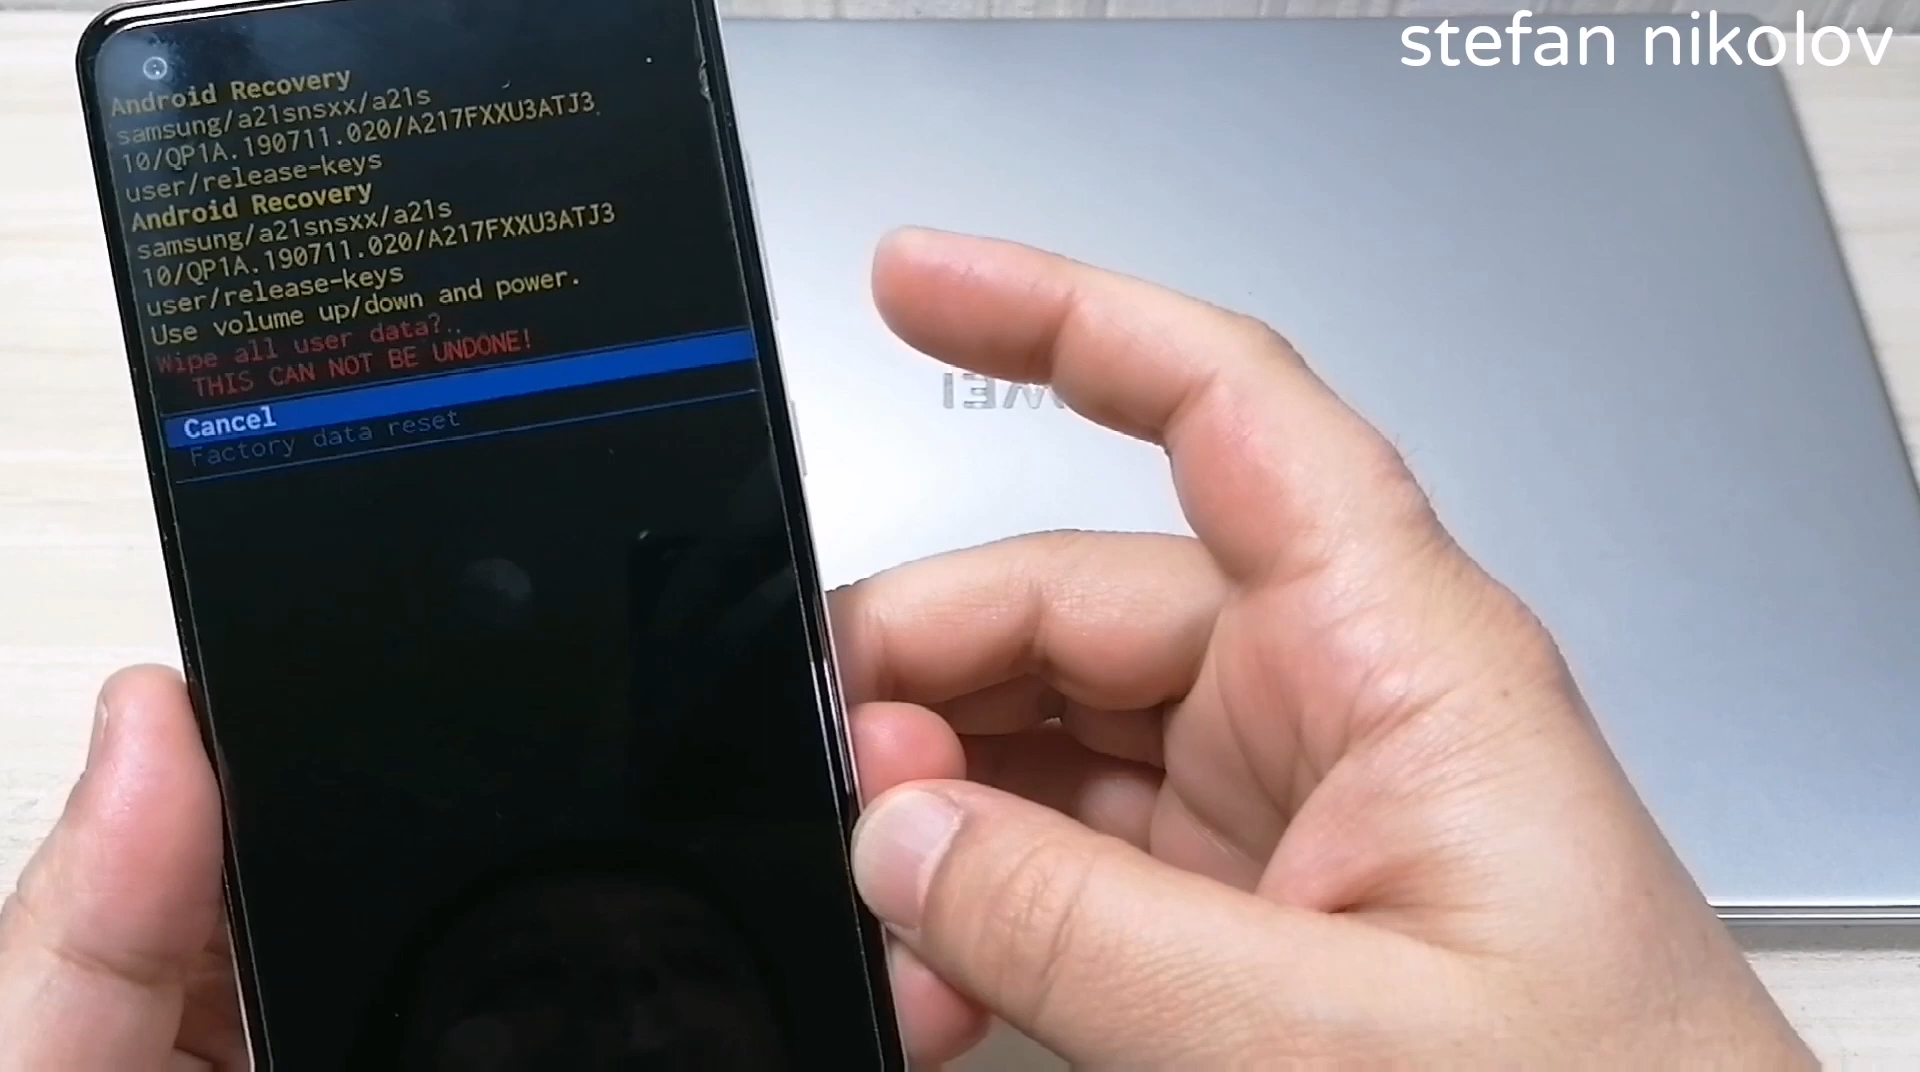 stefan nikolov
Android Recovery
samsung/a21snsxx/a21s
10/QP1A.190711.020/A217FXXU3ATJ3
user/release-keys
Android Recovery
samsung/a21snsxx/a21s
10/QP1A.190711.020/A217FXXU3ATJ3
user/release-keys
Use volume up/down and power.
Wipe all user data?..
THIS CAN NOT BE UNDONE!
Cancel
Factory data reset